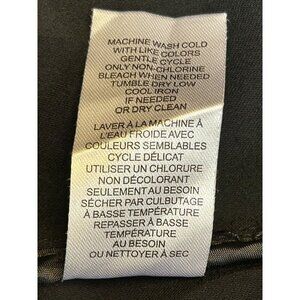 MACHINE WASH COLD
WITH LIKE COLORS
GENTLE CYCLE
ONLY NON-CHLORINE
BLEACH WHEN NEEDED
TUMBLE DRY LOW
COOL IRON
IF NEEDED
OR DRY CLEAN
LAVER À LA MACHINE À
L'EAU FROIDE AVEC
COULEURS SEMBLABLES
CYCLE DÉLICAT
UTILISER UN CHLORURE
NON DÉCOLORANT
SEULEMENT AU BESOIN
SÉCHER PAR CULBUTAGE
À BASSE TEMPÉRATURE
REPASSER À BASSE
TEMPÉRATURE
AU BESOIN
OU NETTOYER À SEC